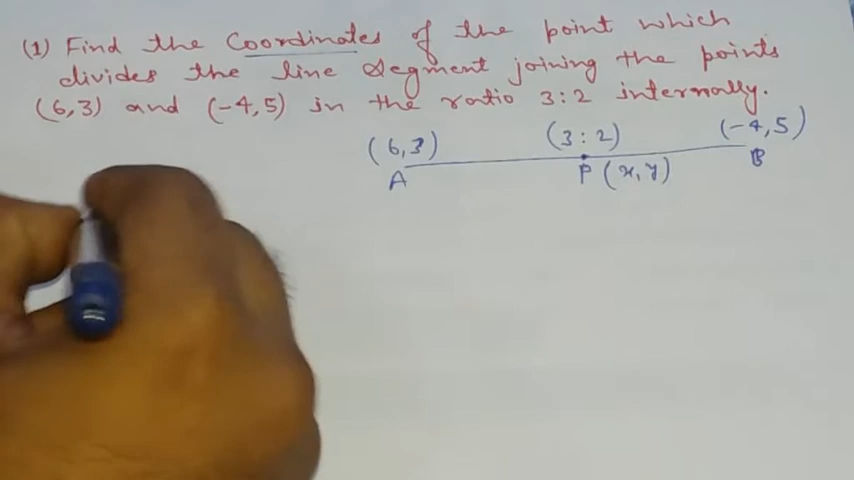 (1) Find the Coordinates of the point which
divides the line segment joining the points
(6,3) and (-4,5) in the ratio 3:2 internally.
(6,3) (3:2) (-4,5)
A P(x,y) B